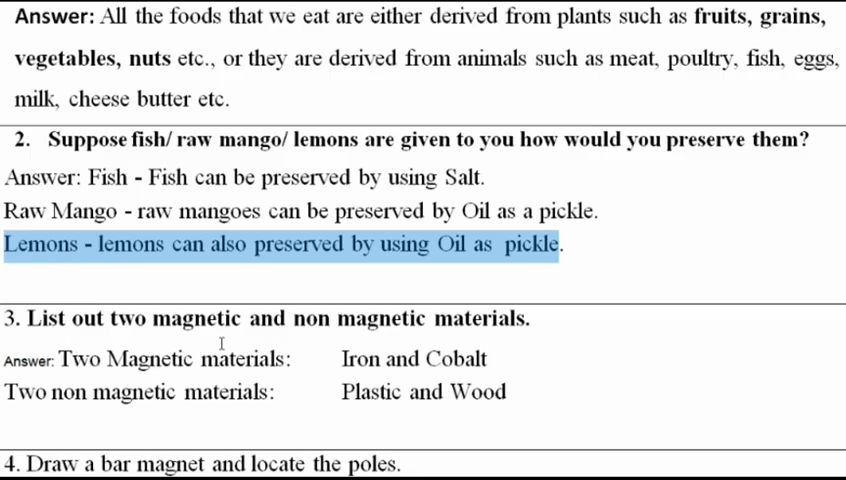 Answer: All the foods that we eat are either derived from plants such as fruits, grains,
vegetables, nuts etc., or they are derived from animals such as meat, poultry, fish, eggs,
milk, cheese butter etc.
2. Suppose fish/ raw mango/ lemons are given to you how would you preserve them?
Answer: Fish - Fish can be preserved by using Salt.
Raw Mango - raw mangoes can be preserved by Oil as a pickle.
Lemons - lemons can also preserved by using Oil as pickle.
3. List out two magnetic and non magnetic materials.
Answer: Two Magnetic materials: Iron and Cobalt
Two non magnetic materials: Plastic and Wood
4. Draw a bar magnet and locate the poles.